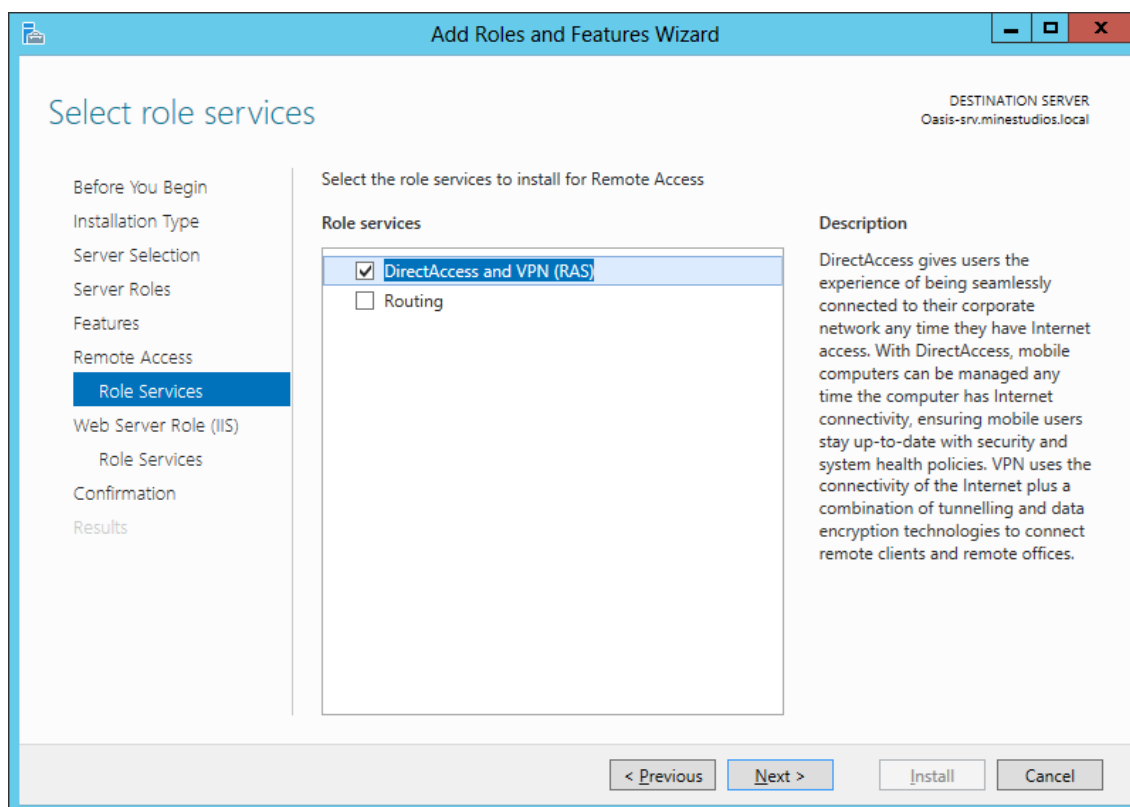 Add Roles and Features Wizard
Select role services
DESTINATION SERVER
Oasis-srv.minestudios.local
Before You Begin
Installation Type
Server Selection
Server Roles
Features
Remote Access
Role Services
Web Server Role (IIS)
Role Services
Confirmation
Results
Select the role services to install for Remote Access
Role services
DirectAccess and VPN (RAS)
Routing
Description
DirectAccess gives users the
experience of being seamlessly
connected to their corporate
network any time they have Internet
access. With DirectAccess, mobile
computers can be managed any
time the computer has Internet
connectivity, ensuring mobile users
stay up-to-date with security and
system health policies. VPN uses the
connectivity of the Internet plus a
combination of tunnelling and data
encryption technologies to connect
remote clients and remote offices.
< Previous
Next >
Install
Cancel